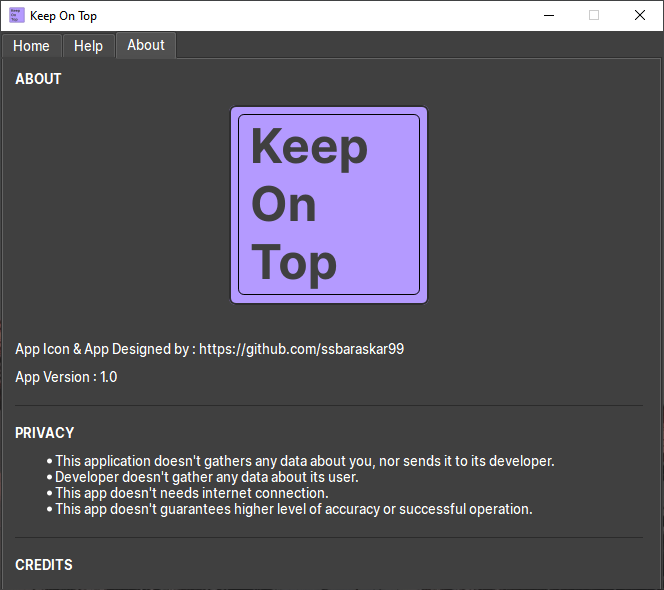 Keep On Top
Home Help About
ABOUT
Keep
On
Top
App Icon & App Designed by : https://github.com/ssbaraskar99
App Version : 1.0
PRIVACY
• This application doesn't gathers any data about you, nor sends it to its developer.
• Developer doesn't gather any data about its user.
• This app doesn't needs internet connection.
• This app doesn't guarantees higher level of accuracy or successful operation.
CREDITS